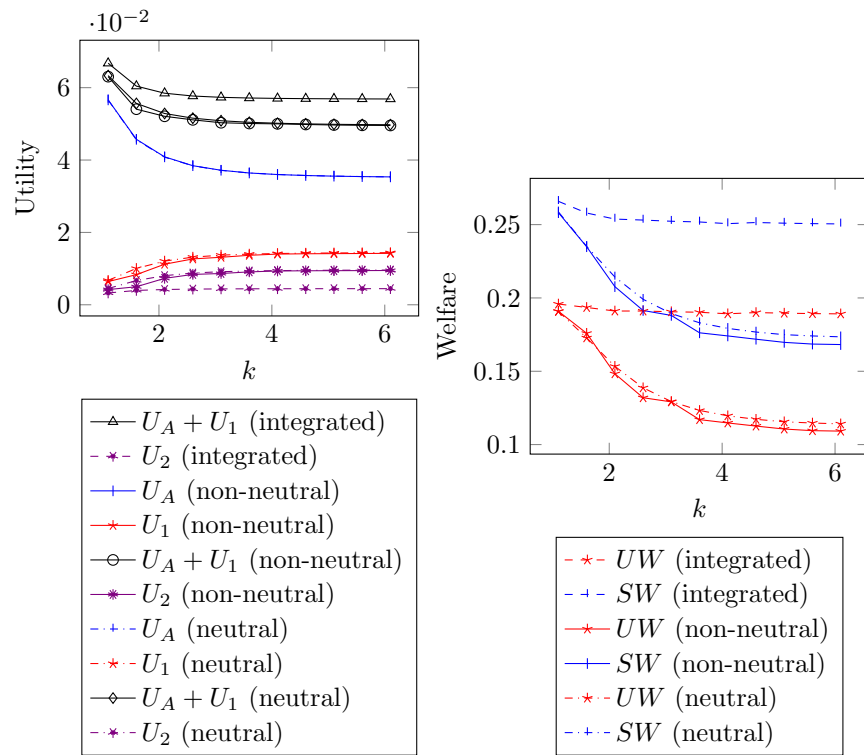 ·10−2
6
4
2
0
Utility
2 4 6
k
U_A + U_1 (integrated)
U_2 (integrated)
U_A (non-neutral)
U_1 (non-neutral)
U_A + U_1 (non-neutral)
U_2 (non-neutral)
U_A (neutral)
U_1 (neutral)
U_A + U_1 (neutral)
U_2 (neutral)
0.25
0.2
0.15
0.1
Welfare
2 4 6
k
UW (integrated)
SW (integrated)
UW (non-neutral)
SW (non-neutral)
UW (neutral)
SW (neutral)